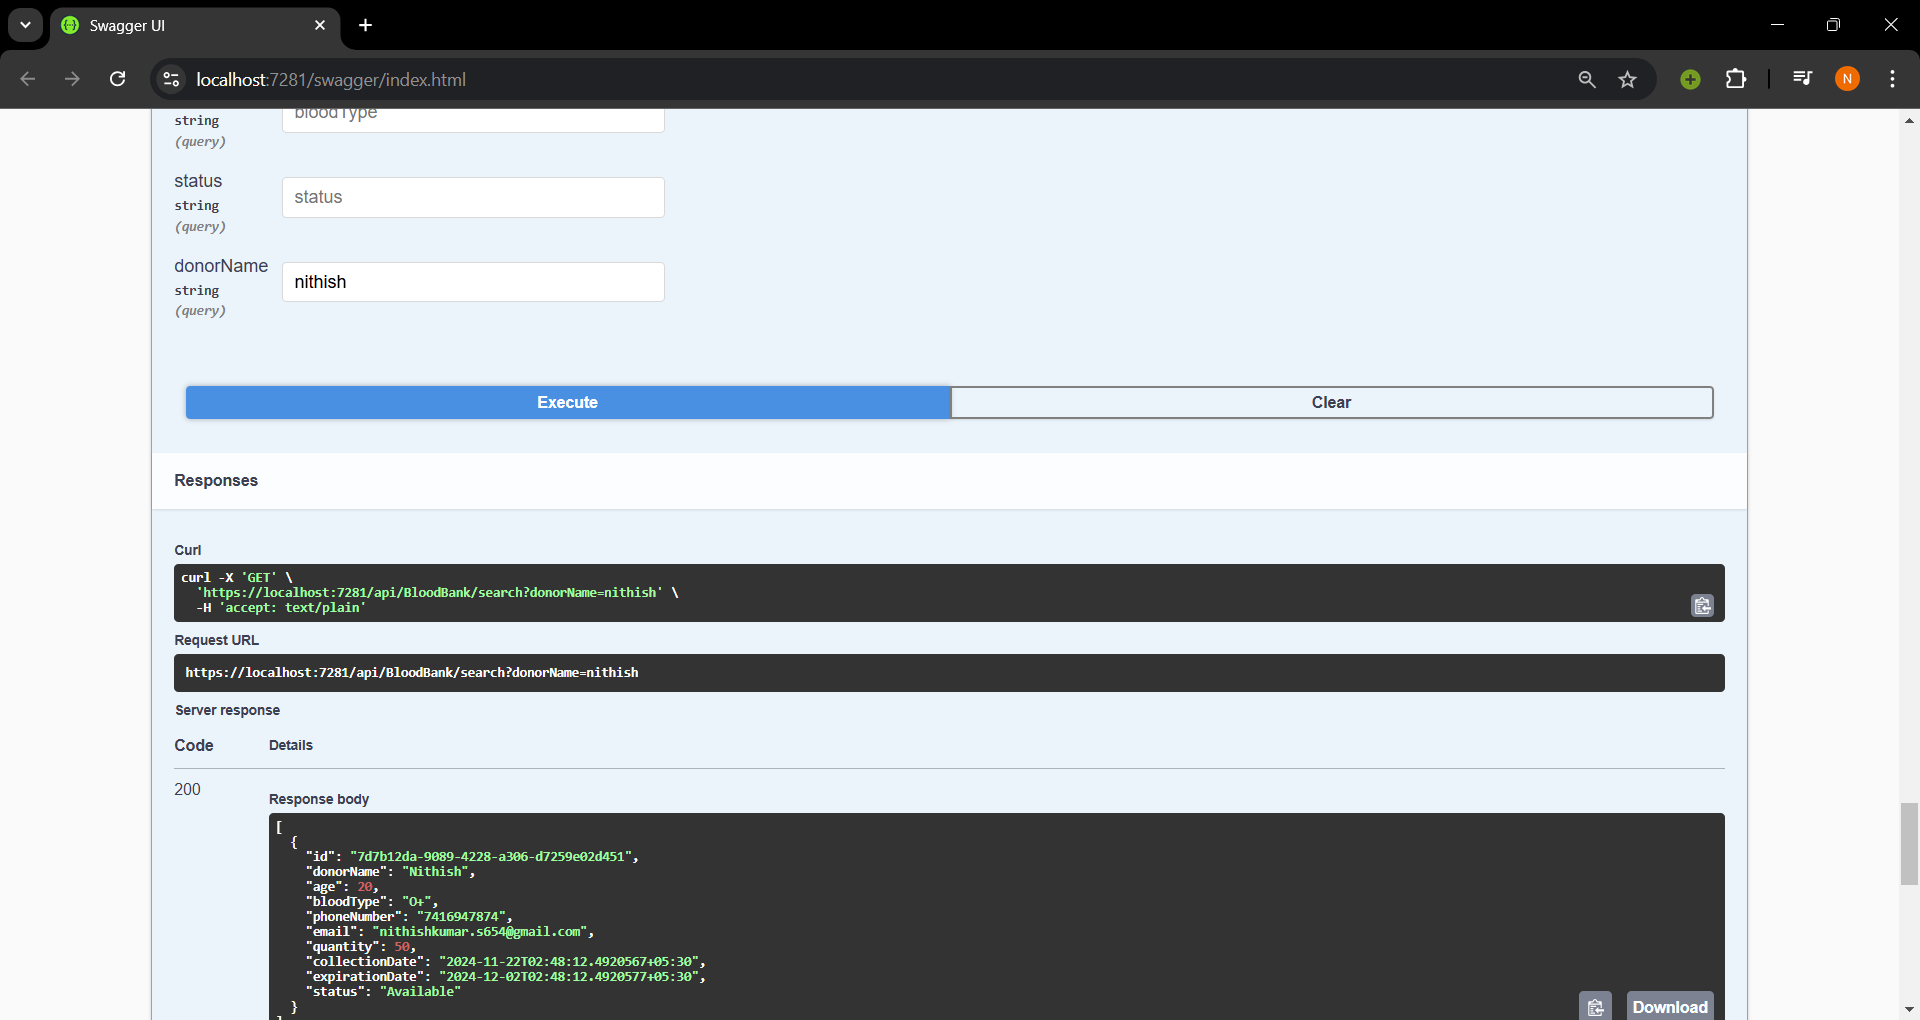 Swagger UI
localhost:7281/swagger/index.html
N
bloodType
string
(query)
status
string
(query)
status
donorName
string
(query)
nithish
Execute
Clear
Responses
Curl
curl -X 'GET' \
'https://localhost:7281/api/BloodBank/search?donorName=nithish' \
-H 'accept: text/plain'
Request URL
https://localhost:7281/api/BloodBank/search?donorName=nithish
Server response
Code Details
200
Response body
[
{
"id": "7d7b12da-9089-4228-a306-d7259e02d451",
"donorName": "Nithish",
"age": 20,
"bloodType": "O+",
"phoneNumber": "7416947874",
"email": "nithishkumar.s654@gmail.com",
"quantity": 50,
"collectionDate": "2024-11-22T02:48:12.4920567+05:30",
"expirationDate": "2024-12-02T02:48:12.4920577+05:30",
"status": "Available"
}
]
Download